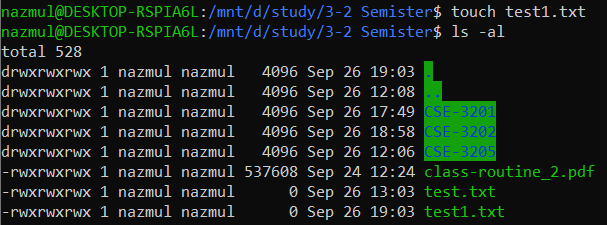 nazmul@DESKTOP-RSPIA6L:/mnt/d/study/3-2 Semister$ touch test1.txt
nazmul@DESKTOP-RSPIA6L:/mnt/d/study/3-2 Semister$ ls -al
total 528
drwxrwxrwx 1 nazmul nazmul   4096 Sep 26 19:03 .
drwxrwxrwx 1 nazmul nazmul   4096 Sep 26 12:08 ..
drwxrwxrwx 1 nazmul nazmul   4096 Sep 26 17:49 CSE-3201
drwxrwxrwx 1 nazmul nazmul   4096 Sep 26 18:58 CSE-3202
drwxrwxrwx 1 nazmul nazmul   4096 Sep 26 12:06 CSE-3205
-rwxrwxrwx 1 nazmul nazmul 537608 Sep 24 12:24 class-routine_2.pdf
-rwxrwxrwx 1 nazmul nazmul      0 Sep 26 13:03 test.txt
-rwxrwxrwx 1 nazmul nazmul      0 Sep 26 19:03 test1.txt